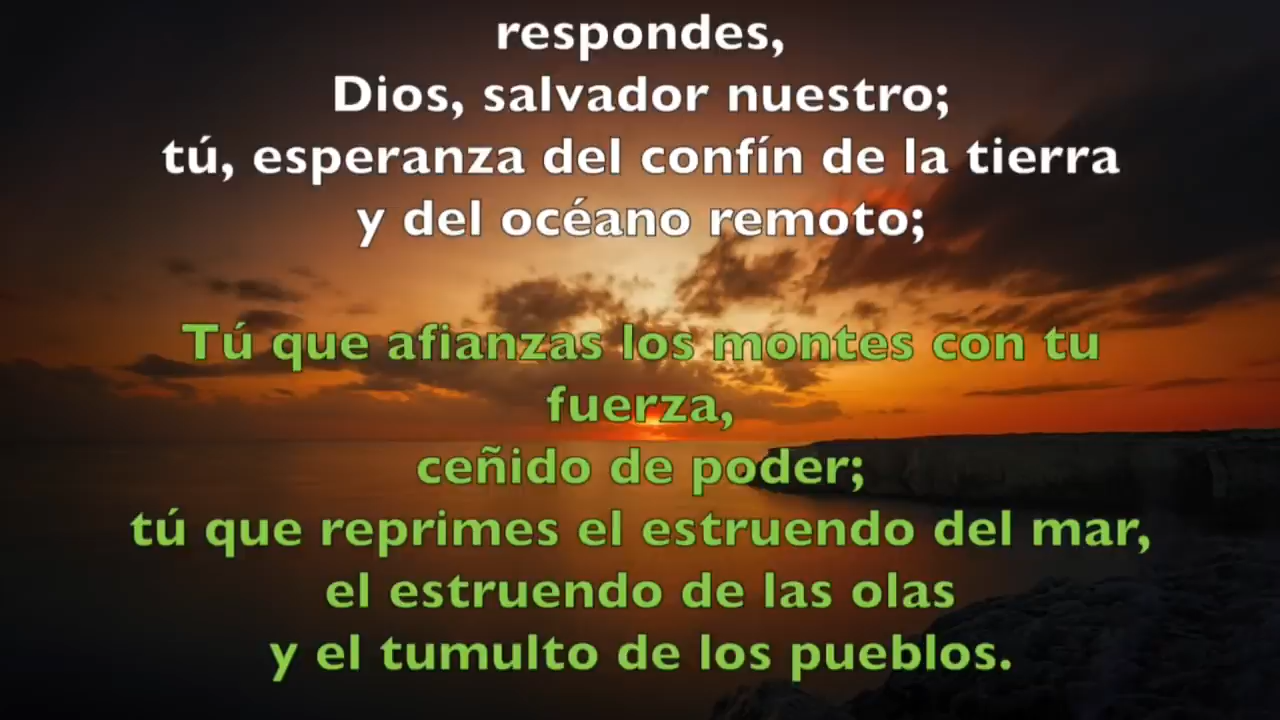 respondes,
Dios, salvador nuestro;
tú, esperanza del confín de la tierra
y del océano remoto;
Tú que afianzas los montes con tu
fuerza,
ceñido de poder;
tú que reprimes el estruendo del mar,
el estruendo de las olas
y el tumulto de los pueblos.